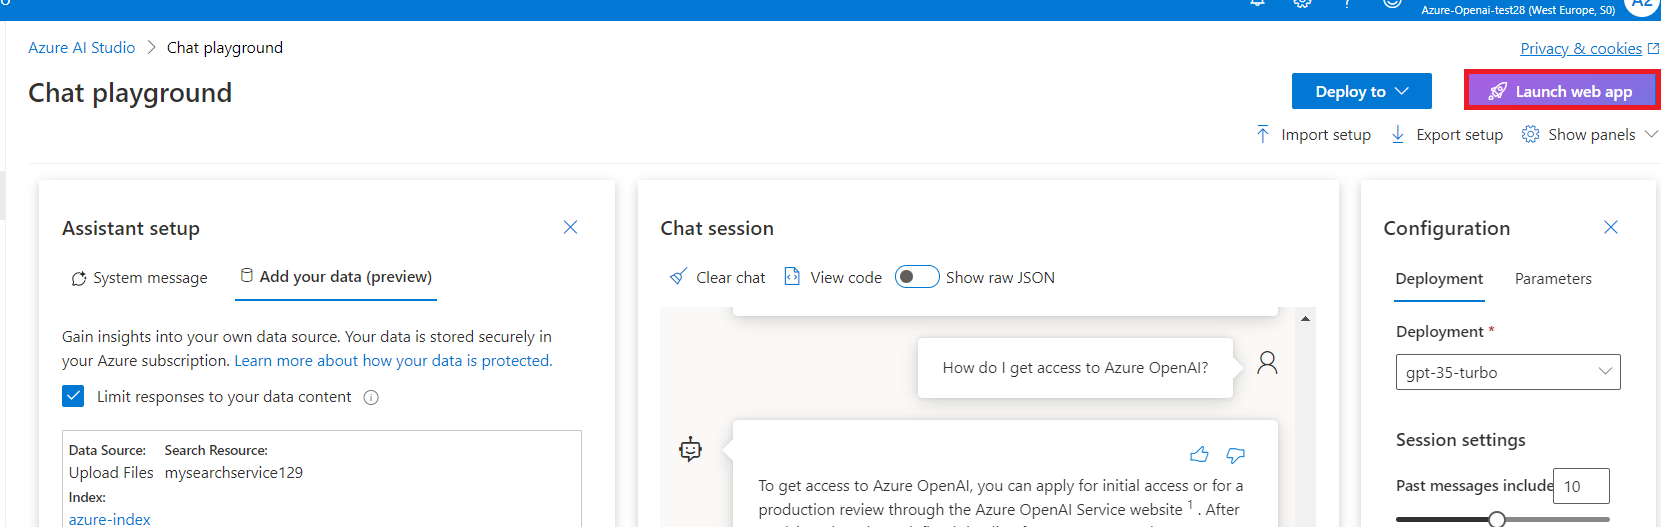 Azure-Openai-test28 (West Europe, S0)
Azure AI Studio > Chat playground
Privacy & cookies
Chat playground
Deploy to
Launch web app
Import setup
Export setup
Show panels
Assistant setup
System message
Add your data (preview)
Gain insights into your own data source. Your data is stored securely in
your Azure subscription. Learn more about how your data is protected.
Limit responses to your data content
Data Source: Search Resource:
Upload Files mysearchservice129
Index:
azure-index
Chat session
Clear chat
View code
Show raw JSON
How do I get access to Azure OpenAI?
To get access to Azure OpenAI, you can apply for initial access or for a
production review through the Azure OpenAI Service website 1 . After
Configuration
Deployment
Parameters
Deployment *
gpt-35-turbo
Session settings
Past messages include
10